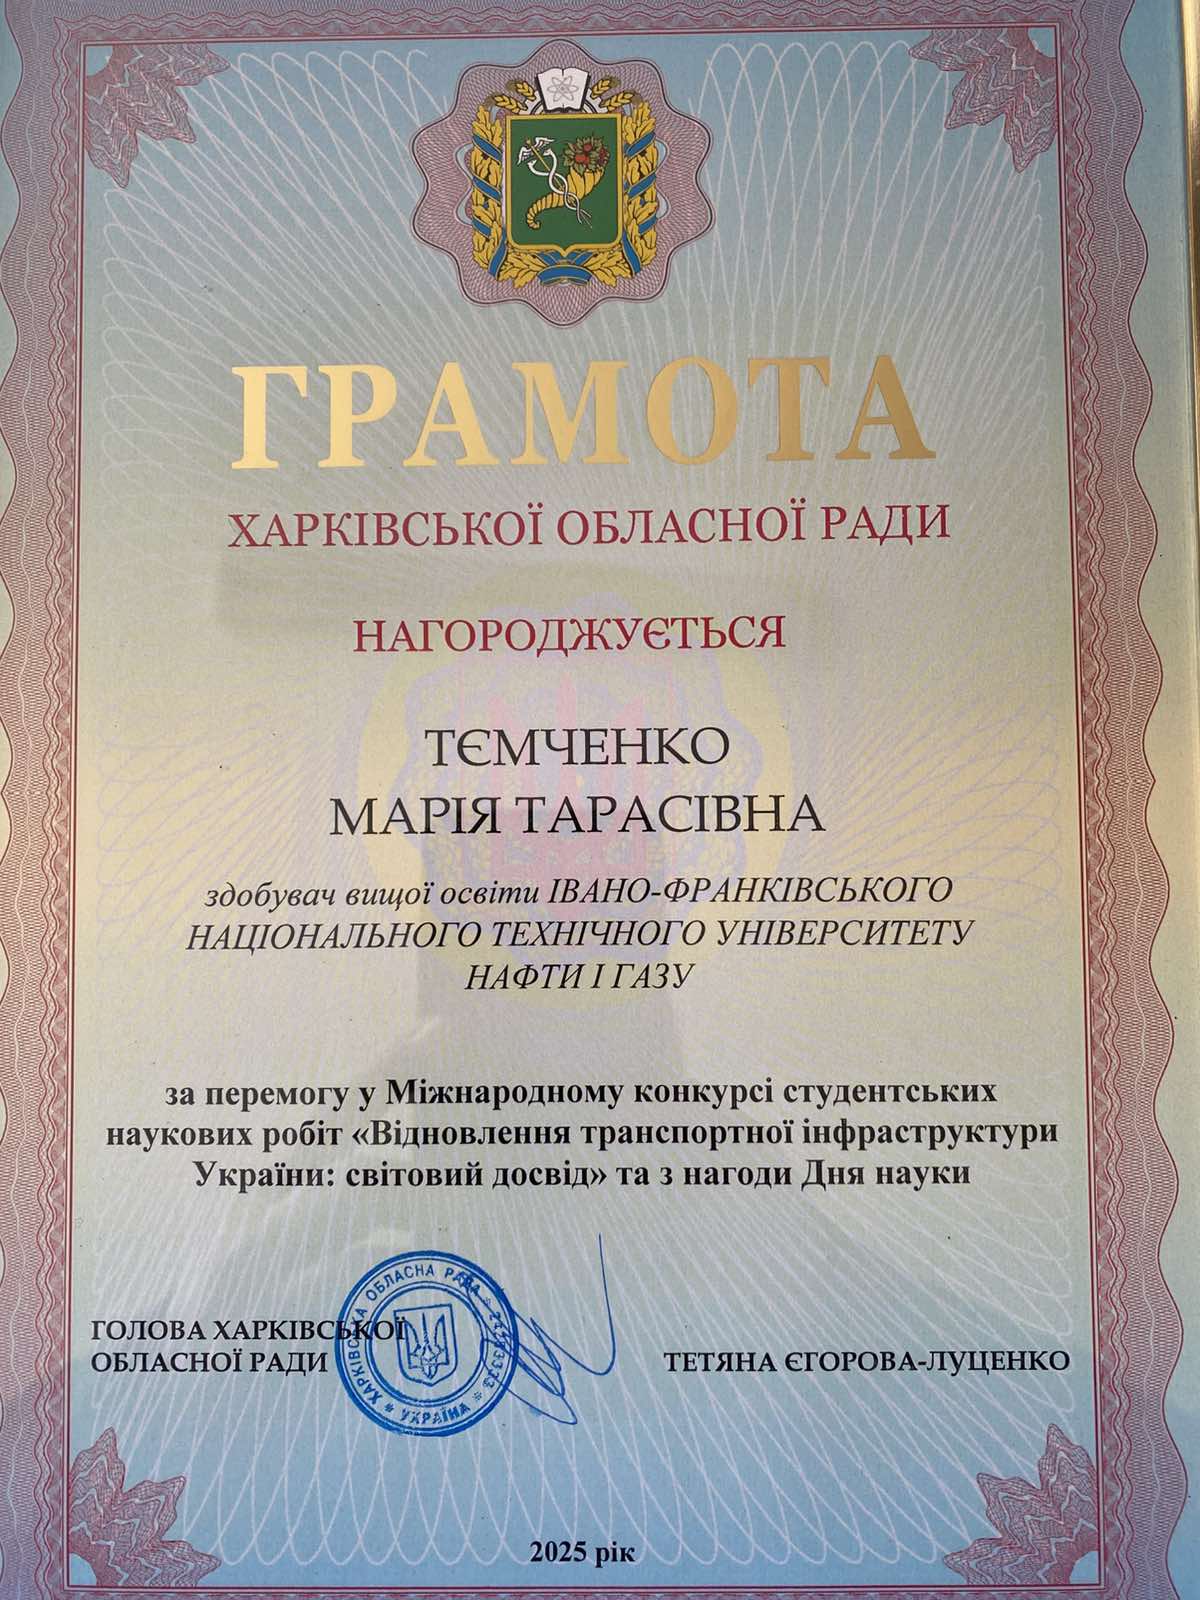 ГРАМОТА
ХАРКІВСЬКОЇ ОБЛАСНОЇ РАДИ
НАГОРОДЖУЄТЬСЯ
ТЄМЧЕНКО
МАРІЯ ТАРАСІВНА
здобувач вищої освіти ІВАНО-ФРАНКІВСЬКОГО
НАЦІОНАЛЬНОГО ТЕХНІЧНОГО УНІВЕРСИТЕТУ
НАФТИ І ГАЗУ
за перемогу у Міжнародному конкурсі студентських
наукових робіт «Відновлення транспортної інфраструктури
України: світовий досвід» та з нагоди Дня науки
ГОЛОВА ХАРКІВСЬКОЇ
ОБЛАСНОЇ РАДИ
ХАРКІВСЬКА ОБЛАСНА РАДА
УКРАЇНА
ТЕТЯНА ЄГОРОВА-ЛУЦЕНКО
2025 рік